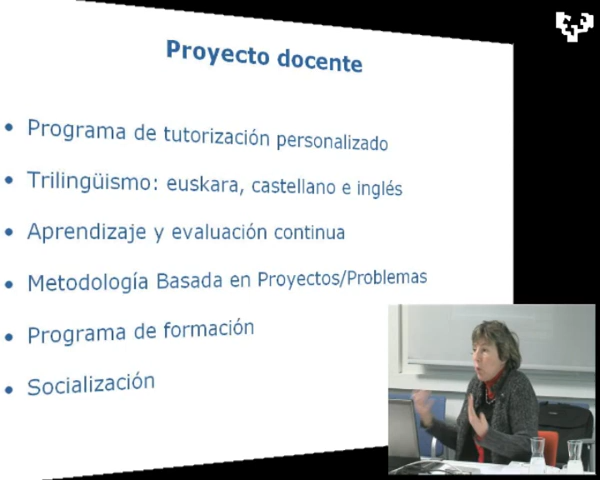 Proyecto docente
• Programa de tutorización personalizado
• Trilingüismo: euskara, castellano e inglés
• Aprendizaje y evaluación continua
• Metodología Basada en Proyectos/Problemas
• Programa de formación
• Socialización